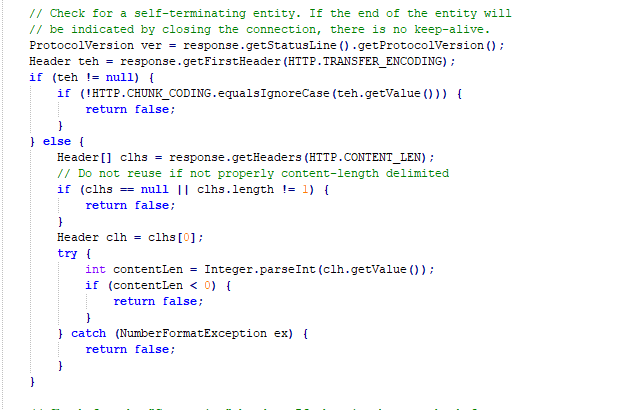 // Check for a self-terminating entity. If the end of the entity will
// be indicated by closing the connection, there is no keep-alive.
ProtocolVersion ver = response.getStatusLine().getProtocolVersion();
Header teh = response.getFirstHeader(HTTP.TRANSFER_ENCODING);
if (teh != null) {
if (!HTTP.CHUNK_CODING.equalsIgnoreCase(teh.getValue())) {
return false;
}
} else {
Header[] clhs = response.getHeaders(HTTP.CONTENT_LEN);
// Do not reuse if not properly content-length delimited
if (clhs == null || clhs.length != 1) {
return false;
}
Header clh = clhs[0];
try {
int contentLen = Integer.parseInt(clh.getValue());
if (contentLen < 0) {
return false;
}
} catch (NumberFormatException ex) {
return false;
}
}